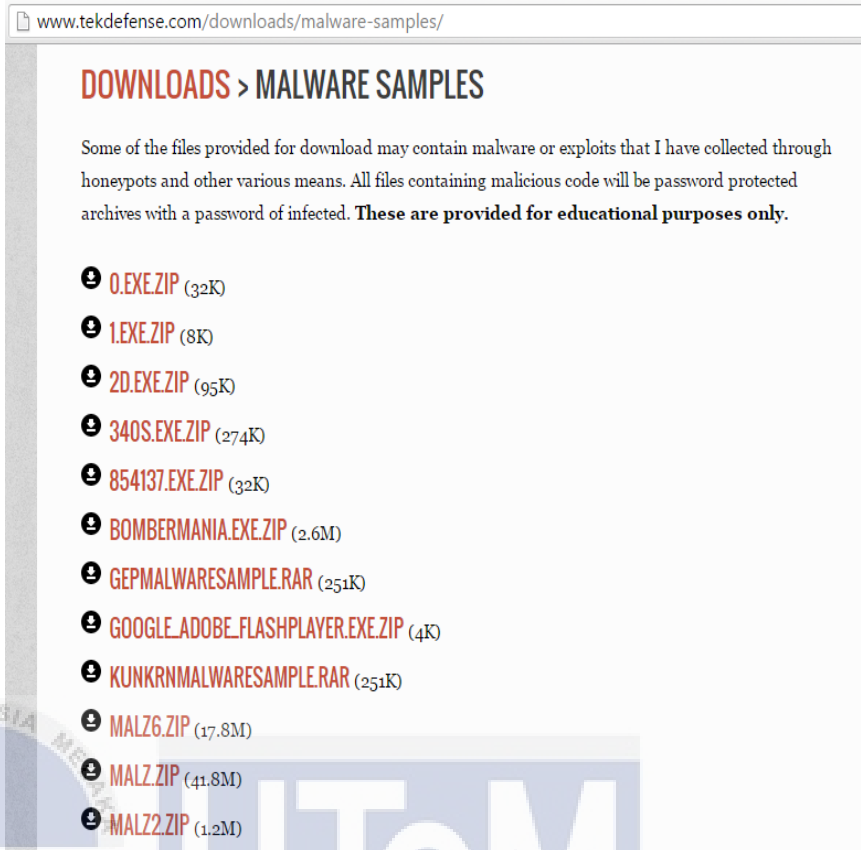 www.tekdefense.com/downloads/malware-samples/
DOWNLOADS > MALWARE SAMPLES
Some of the files provided for download may contain malware or exploits that I have collected through
honeypots and other various means. All files containing malicious code will be password protected
archives with a password of infected. These are provided for educational purposes only.
0.EXE.ZIP (32K)
1.EXE.ZIP (8K)
2D.EXE.ZIP (95K)
340S.EXE.ZIP (274K)
854137.EXE.ZIP (32K)
BOMBERMANIA.EXE.ZIP (2.6M)
GEPMALWARESAMPLE.RAR (251K)
GOOGLE_ADOBE_FLASHPLAYER.EXE.ZIP (4K)
KUNKRNMALWARESAMPLE.RAR (251K)
MALZ6.ZIP (17.8M)
MALZ.ZIP (41.8M)
MALZ2.ZIP (1.2M)